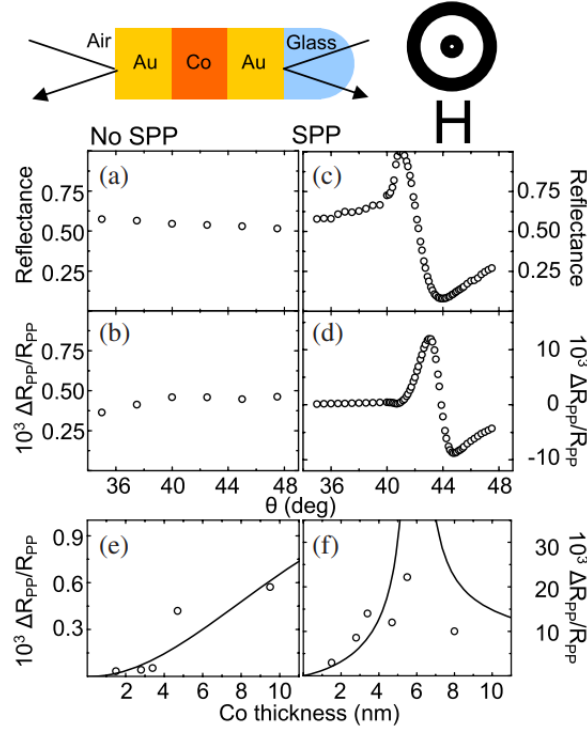 Air Au Co Au Glass
H
No SPP SPP
(a) (c)
Reflectance 0.75 0.50 0.25
0.75 0.50 0.25 Reflectance
(b) (d)
10³ ΔR_PP/R_PP 0.75 0.50 0.25
10 0 -10 10³ ΔR_PP/R_PP
36 40 44 48 36 40 44 48
θ (deg)
(e) (f)
10³ ΔR_PP/R_PP 0.9 0.6 0.3
30 20 10 10³ ΔR_PP/R_PP
2 4 6 8 10 2 4 6 8 10
Co thickness (nm)